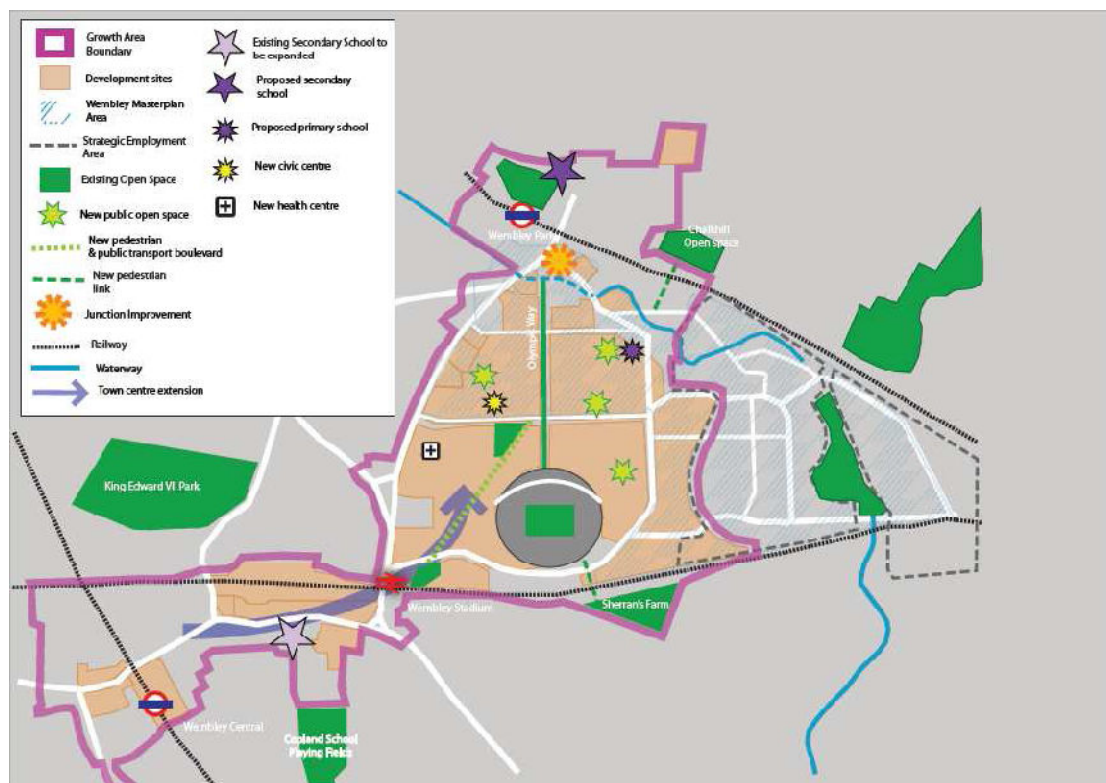 Growth Area
Boundary
Development sites
Wembley Masterplan
Area
Strategic Employment
Area
Existing Open Space
New public open space
New pedestrian
& public transport boulevard
New pedestrian
link
Junction Improvement
Railway
Waterway
Town centre extension
Existing Secondary School to
be expanded
Proposed secondary
school
Proposed primary school
New civic centre
New health centre
Wembley Park
Chalkhill
Open space
Olympic Way
King Edward VI Park
Wembley Stadium
Sherran's Farm
Wembley Central
Copland School
Playing Fields